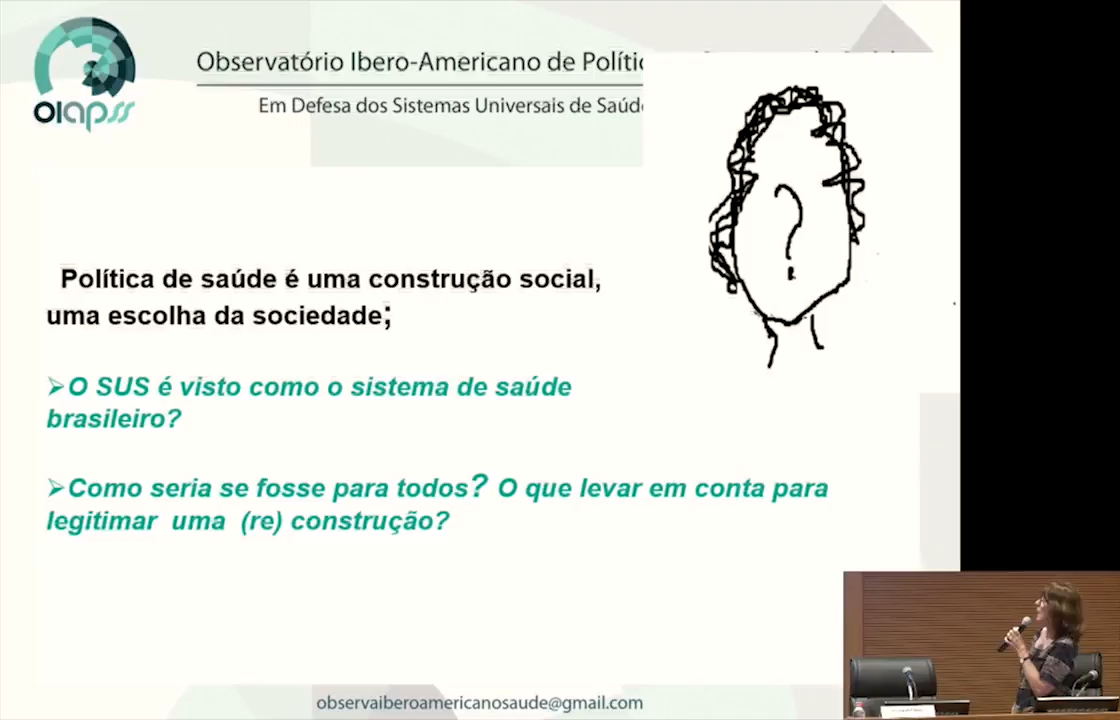 OIAPSS
Observatório Ibero-Americano de Polític
Em Defesa dos Sistemas Universais de Saúd
Política de saúde é uma construção social,
uma escolha da sociedade;
➢O SUS é visto como o sistema de saúde
brasileiro?
➢Como seria se fosse para todos? O que levar em conta para
legitimar uma (re) construção?
?
observaiberoamericanosaude@gmail.com